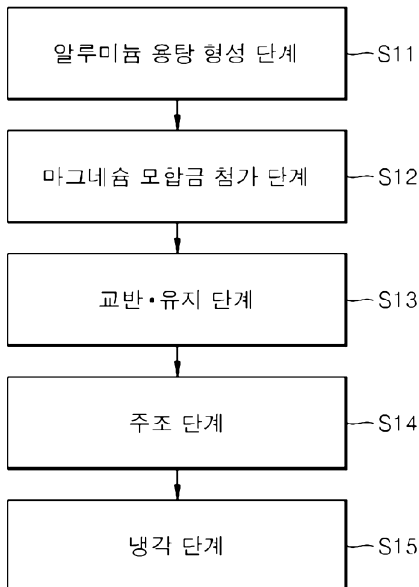 알루미늄 용탕 형성 단계 S11
마그네슘 모합금 첨가 단계 S12
교반•유지 단계 S13
주조 단계 S14
냉각 단계 S15